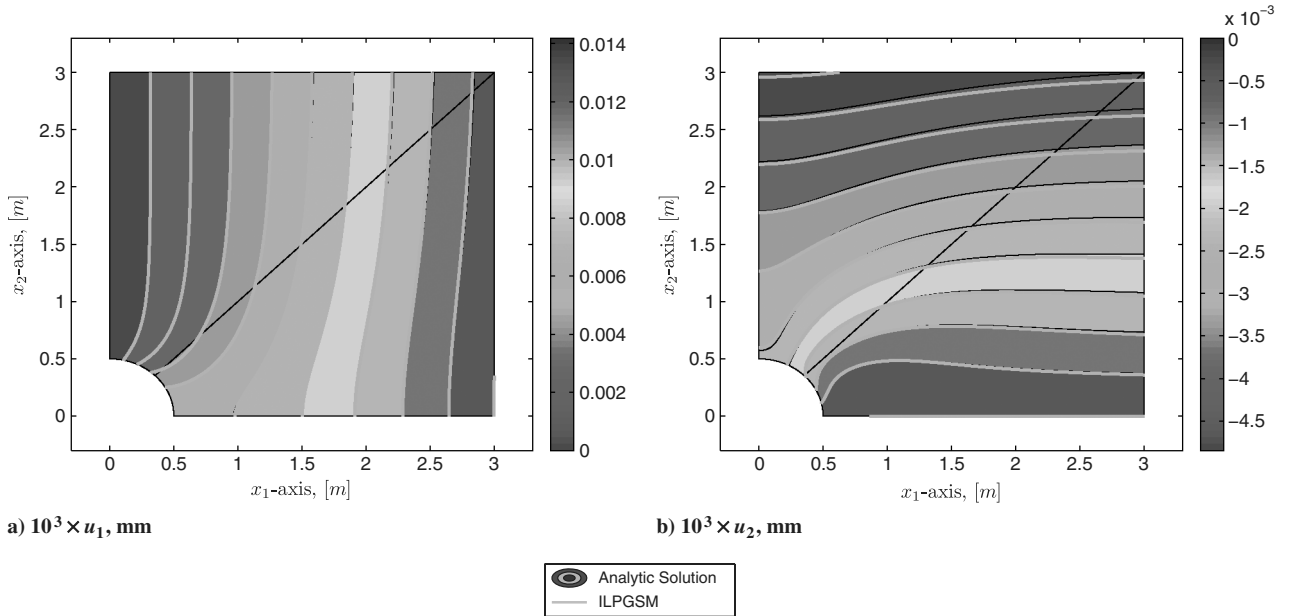 x 10⁻³
3
2.5
2
1.5
1
0.5
0
x₂-axis, [m]
0 0.5 1 1.5 2 2.5 3
x₁-axis, [m]
0.014
0.012
0.01
0.008
0.006
0.004
0.002
0
3
2.5
2
1.5
1
0.5
0
x₂-axis, [m]
0 0.5 1 1.5 2 2.5 3
x₁-axis, [m]
0
−0.5
−1
−1.5
−2
−2.5
−3
−3.5
−4
−4.5
a) 10³ × u₁, mm
b) 10³ × u₂, mm
Analytic Solution
ILPGSM